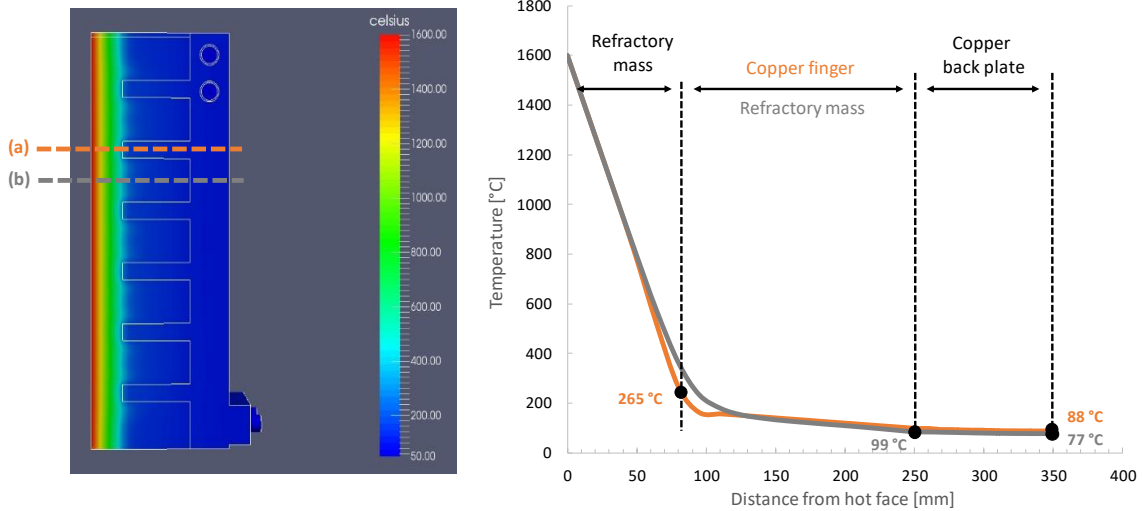 celsius
1600.00
1400.00
1200.00
1000.00
800.00
600.00
400.00
200.00
50.00
(a)
(b)
Temperature [°C]
1800
1600
1400
1200
1000
800
600
400
200
0
0
50
100
150
200
250
300
350
400
Distance from hot face [mm]
Refractory
mass
Copper finger
Refractory mass
Copper
back plate
265 °C
99 °C
88 °C
77 °C